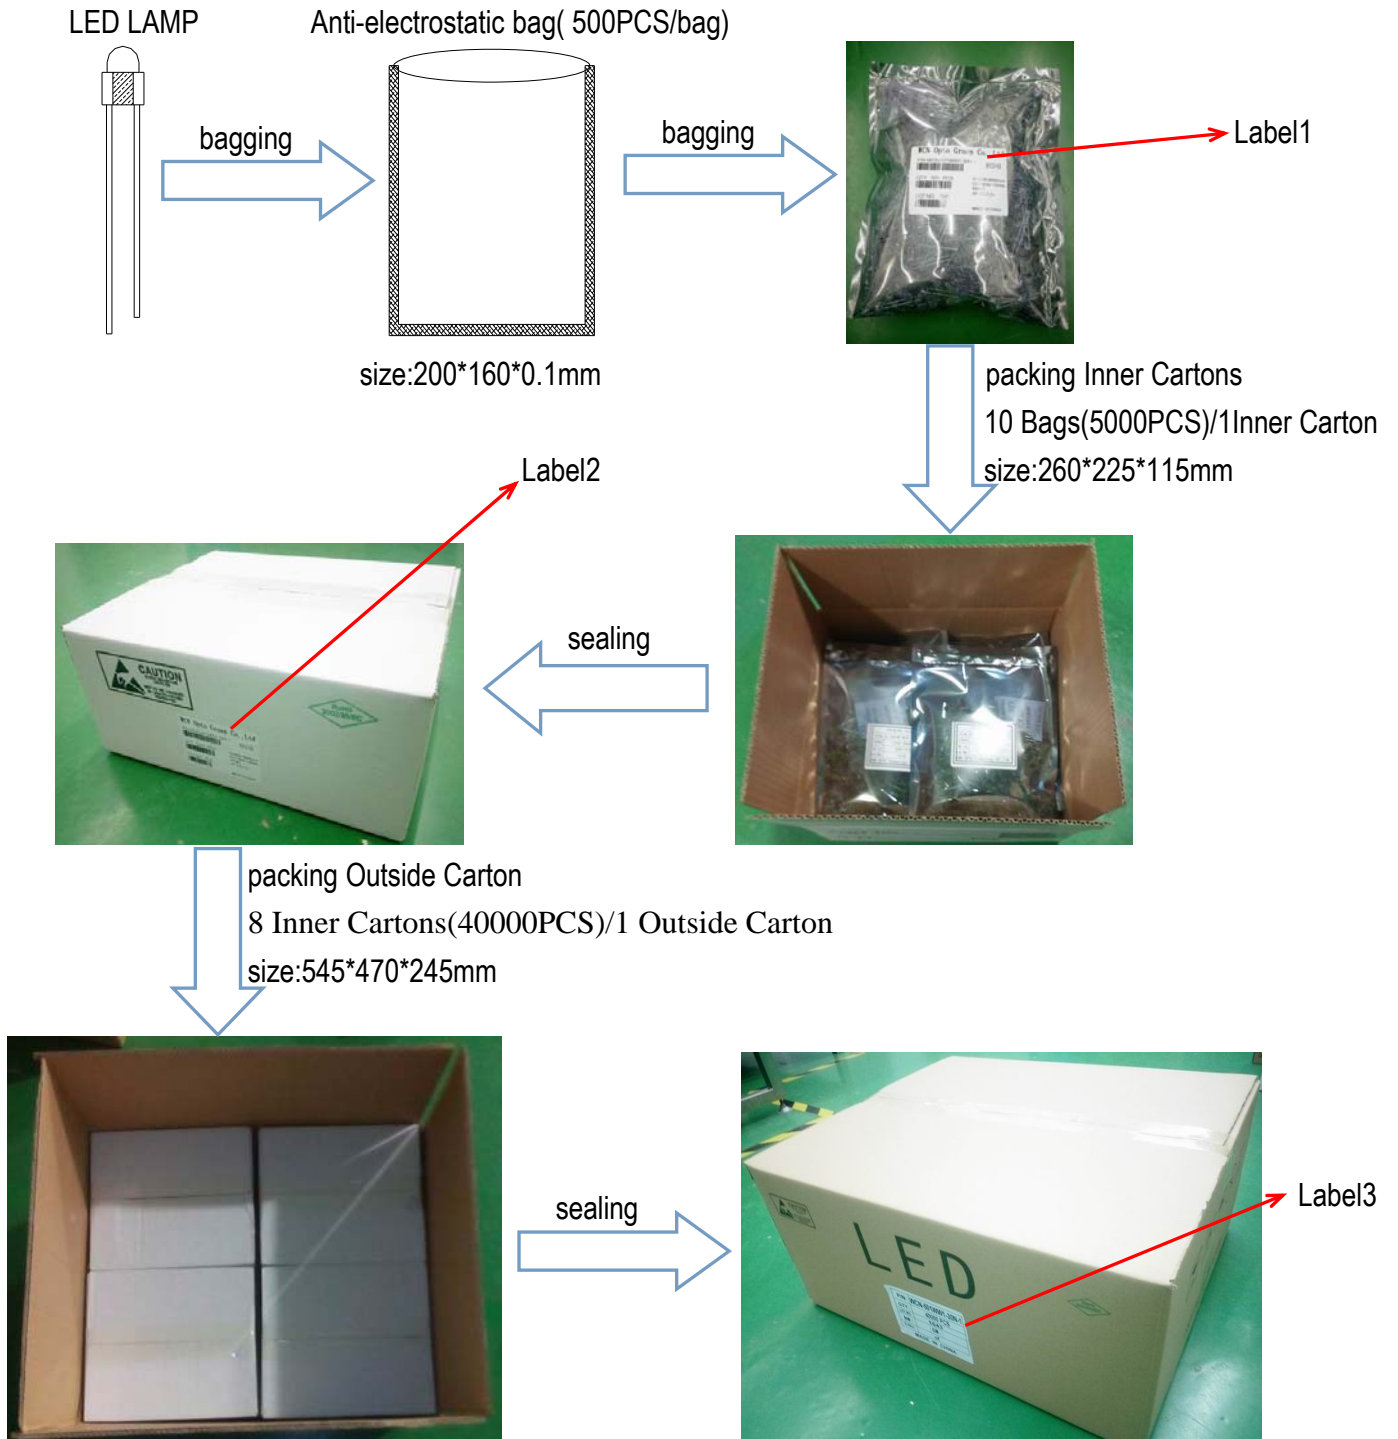 LED LAMP
Anti-electrostatic bag( 500PCS/bag)
bagging
bagging
Label1
size:200*160*0.1mm
packing Inner Cartons
10 Bags(5000PCS)/1Inner Carton
size:260*225*115mm
Label2
sealing
CAUTION
packing Outside Carton
8 Inner Cartons(40000PCS)/1 Outside Carton
size:545*470*245mm
sealing
Label3
LED